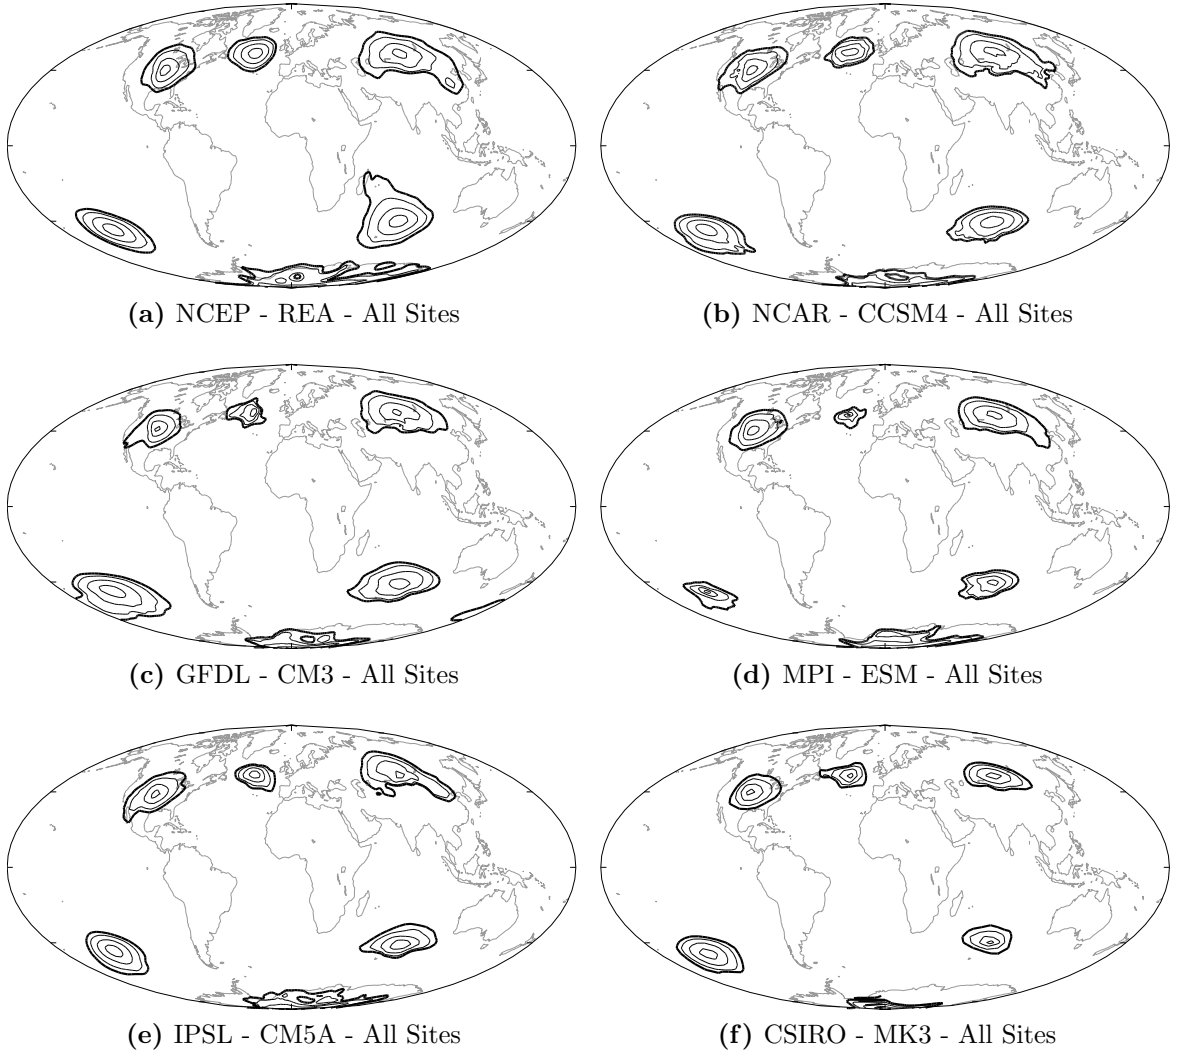 (a) NCEP - REA - All Sites
(b) NCAR - CCSM4 - All Sites
(c) GFDL - CM3 - All Sites
(d) MPI - ESM - All Sites
(e) IPSL - CM5A - All Sites
(f) CSIRO - MK3 - All Sites